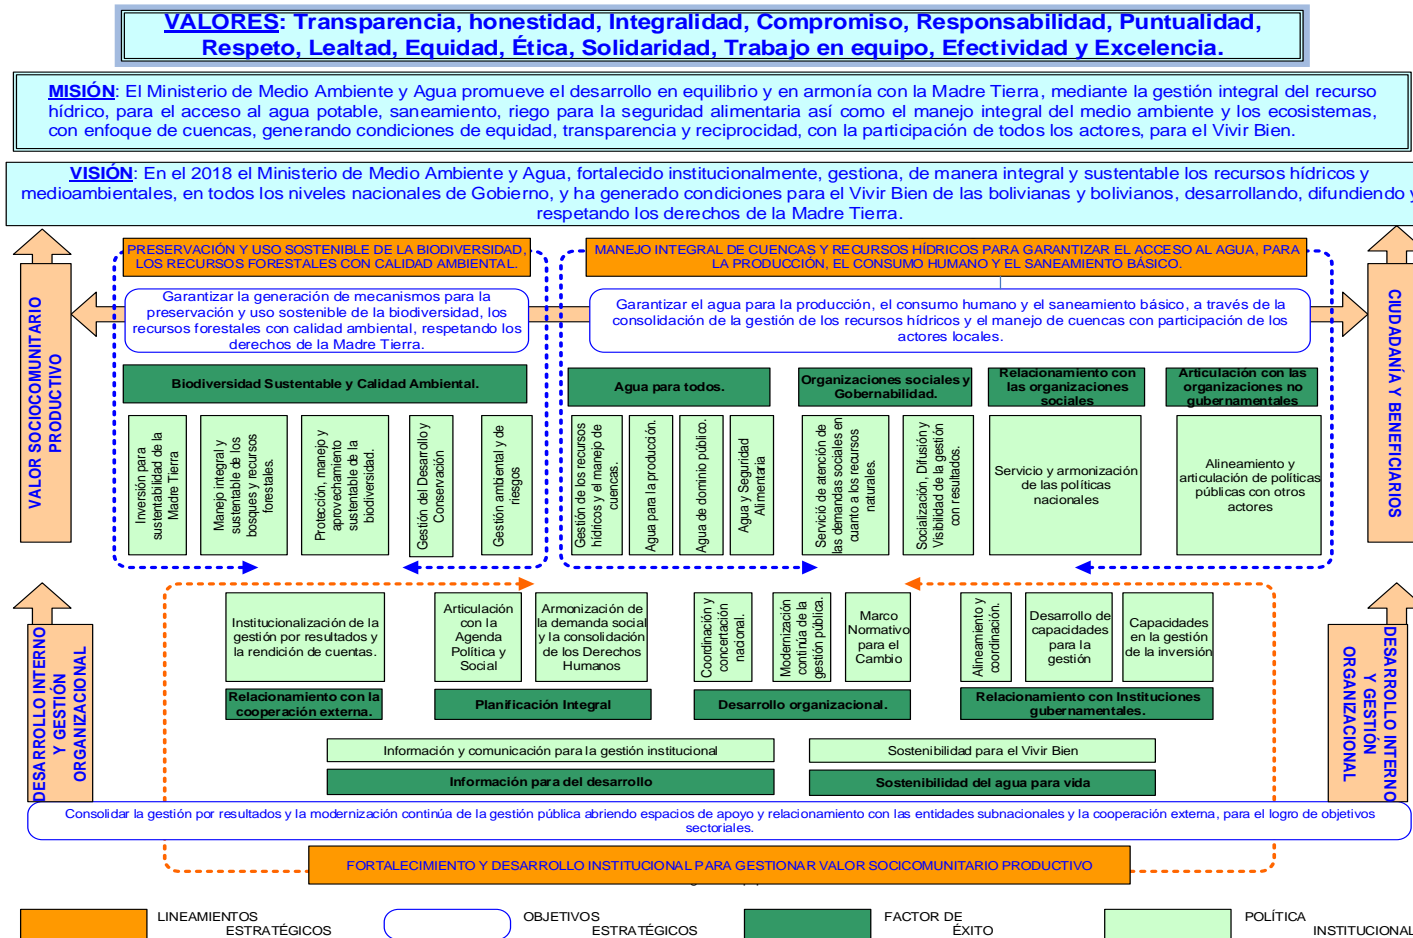 VALORES: Transparencia, honestidad, Integralidad, Compromiso, Responsabilidad, Puntualidad,
Respeto, Lealtad, Equidad, Ética, Solidaridad, Trabajo en equipo, Efectividad y Excelencia.
MISIÓN: El Ministerio de Medio Ambiente y Agua promueve el desarrollo en equilibrio y en armonía con la Madre Tierra, mediante la gestión integral del recurso
hídrico, para el acceso al agua potable, saneamiento, riego para la seguridad alimentaria así como el manejo integral del medio ambiente y los ecosistemas,
con enfoque de cuencas, generando condiciones de equidad, transparencia y reciprocidad, con la participación de todos los actores, para el Vivir Bien.
VISIÓN: En el 2018 el Ministerio de Medio Ambiente y Agua, fortalecido institucionalmente, gestiona, de manera integral y sustentable los recursos hídricos y
medioambientales, en todos los niveles nacionales de Gobierno, y ha generado condiciones para el Vivir Bien de las bolivianas y bolivianos, desarrollando, difundiendo y
respetando los derechos de la Madre Tierra.
VALOR SOCIOCOMUNITARIO
PRODUCTIVO
PRESERVACIÓN Y USO SOSTENIBLE DE LA BIODIVERSIDAD,
LOS RECURSOS FORESTALES CON CALIDAD AMBIENTAL.
MANEJO INTEGRAL DE CUENCAS Y RECURSOS HÍDRICOS PARA GARANTIZAR EL ACCESO AL AGUA, PARA
LA PRODUCCIÓN, EL CONSUMO HUMANO Y EL SANEAMIENTO BÁSICO.
CIUDADANÍA Y BENEFICIARIOS
Garantizar la generación de mecanismos para la
preservación y uso sostenible de la biodiversidad, los
recursos forestales con calidad ambiental, respetando los
derechos de la Madre Tierra.
Garantizar el agua para la producción, el consumo humano y el saneamiento básico, a través de la
consolidación de la gestión de los recursos hídricos y el manejo de cuencas con participación de los
actores locales.
Biodiversidad Sustentable y Calidad Ambiental.
Agua para todos.
Organizaciones sociales y
Gobernabilidad.
Relacionamiento con
las organizaciones
sociales
Articulación con las
organizaciones no
gubernamentales
Inversión para
sustentabilidad de la
Madre Tierra
Manejo integral y
sustentable de los
bosques y recursos
forestales.
Protección, manejo y
aprovechamiento
sustentable de la
biodiversidad.
Gestión del Desarrollo y
Conservación
Gestión ambiental y de
riesgos
Gestión de los recursos
hídricos y el manejo de
cuencas.
Agua para la producción.
Agua de dominio público.
Agua y Seguridad
Alimentaria
Servició de atención de
las demandas sociales en
cuanto a los recursos
naturales.
Socialización, Difusión y
Visibilidad de la gestión
con resultados.
Servicio y armonización
de las políticas
nacionales
Alineamiento y
articulación de políticas
públicas con otros
actores
DESARROLLO INTERNO
Y GESTIÓN
ORGANIZACIONAL
Institucionalización de la
gestión por resultados y
la rendición de cuentas.
Articulación
con la
Agenda
Política y
Social
Armonización de
la demanda social
y la consolidación
de los Derechos
Humanos
Coordinación y
concertación
nacional.
Modernización
continúa de la
gestión pública.
Marco
Normativo
para el
Cambio
Alineamiento y
coordinación.
Desarrollo de
capacidades
para la
gestión
Capacidades
en la gestión
de la inversión
DESARROLLO INTERNO
Y GESTIÓN
ORGANIZACIONAL
Relacionamiento con la
cooperación externa.
Planificación Integral
Desarrollo organizacional.
Relacionamiento con Instituciones
gubernamentales.
Información y comunicación para la gestión institucional
Sostenibilidad para el Vivir Bien
Información para del desarrollo
Sostenibilidad del agua para vida
Consolidar la gestión por resultados y la modernización continúa de la gestión pública abriendo espacios de apoyo y relacionamiento con las entidades subnacionales y la cooperación externa, para el logro de objetivos
sectoriales.
FORTALECIMIENTO Y DESARROLLO INSTITUCIONAL PARA GESTIONAR VALOR SOCICOMUNITARIO PRODUCTIVO
LINEAMIENTOS
ESTRATÉGICOS
OBJETIVOS
ESTRATÉGICOS
FACTOR DE
ÉXITO
POLÍTICA
INSTITUCIONAL